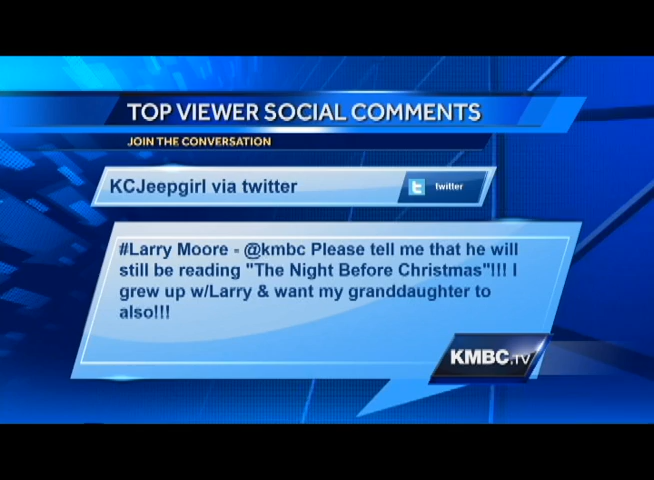 TOP VIEWER SOCIAL COMMENTS
JOIN THE CONVERSATION
KCJeepgirl via twitter
twitter
#Larry Moore - @kmbc Please tell me that he will
still be reading "The Night Before Christmas"!!! I
grew up w/Larry & want my granddaughter to
also!!!
KMBC.TV